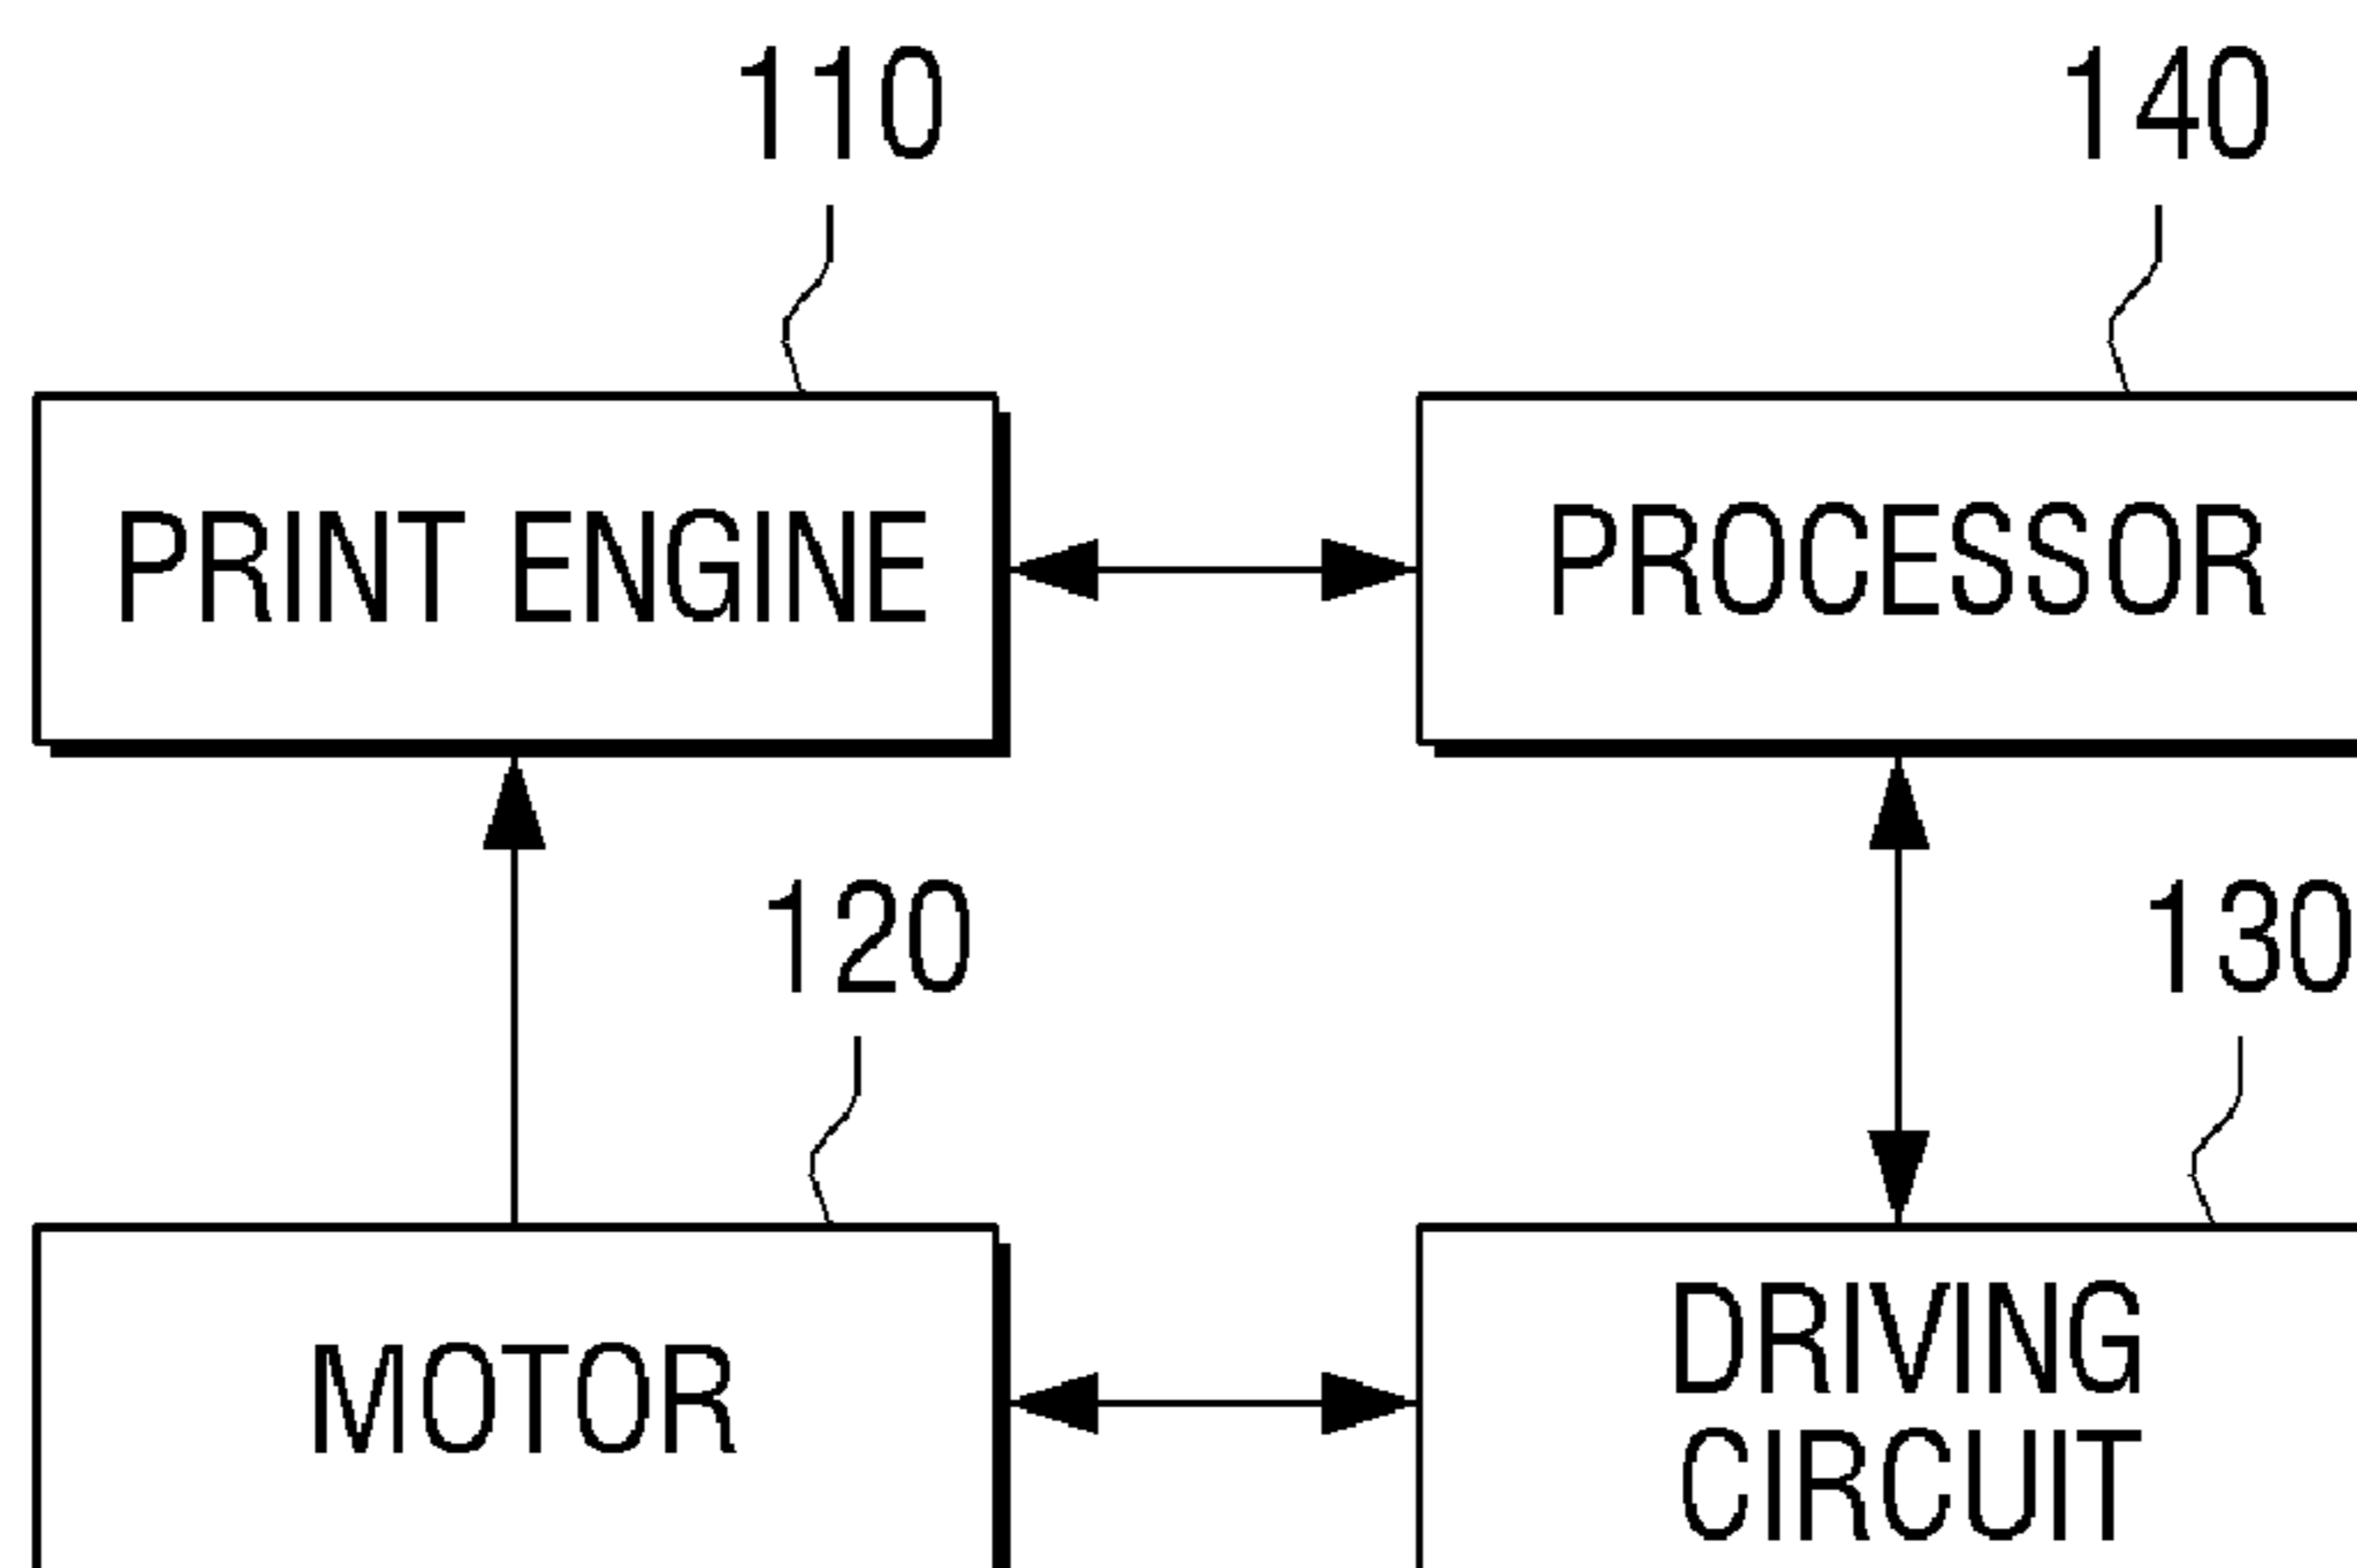 110
140
PRINT ENGINE
PROCESSOR
120
130
MOTOR
DRIVING
CIRCUIT